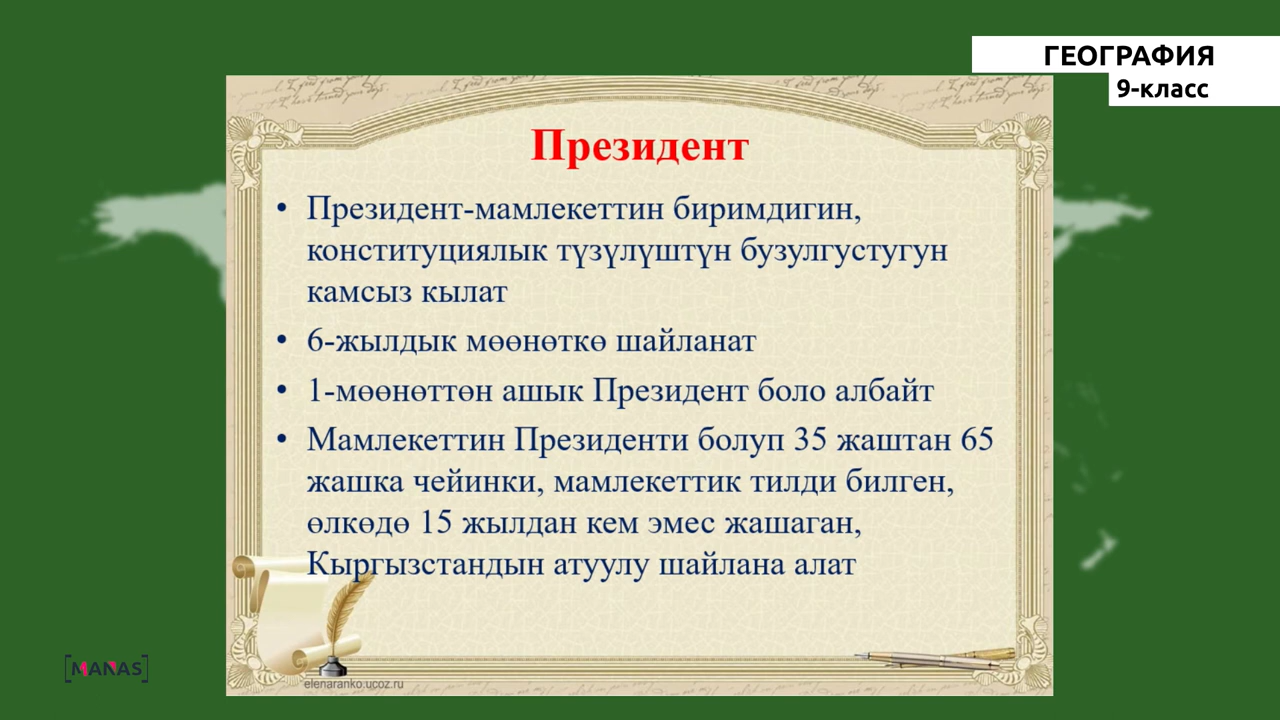 ГЕОГРАФИЯ
9-класс
Президент
• Президент-мамлекеттин биримдигин,
конституциялык түзүлүштүн бузулгустугун
камсыз кылат
• 6-жылдык мөөнөткө шайланат
• 1-мөөнөттөн ашык Президент боло албайт
• Мамлекеттин Президенти болуп 35 жаштан 65
жашка чейинки, мамлекеттик тилди билген,
өлкөдө 15 жылдан кем эмес жашаган,
Кыргызстандын атуулу шайлана алат
[MANAS]
elenaranko.ucoz.ru